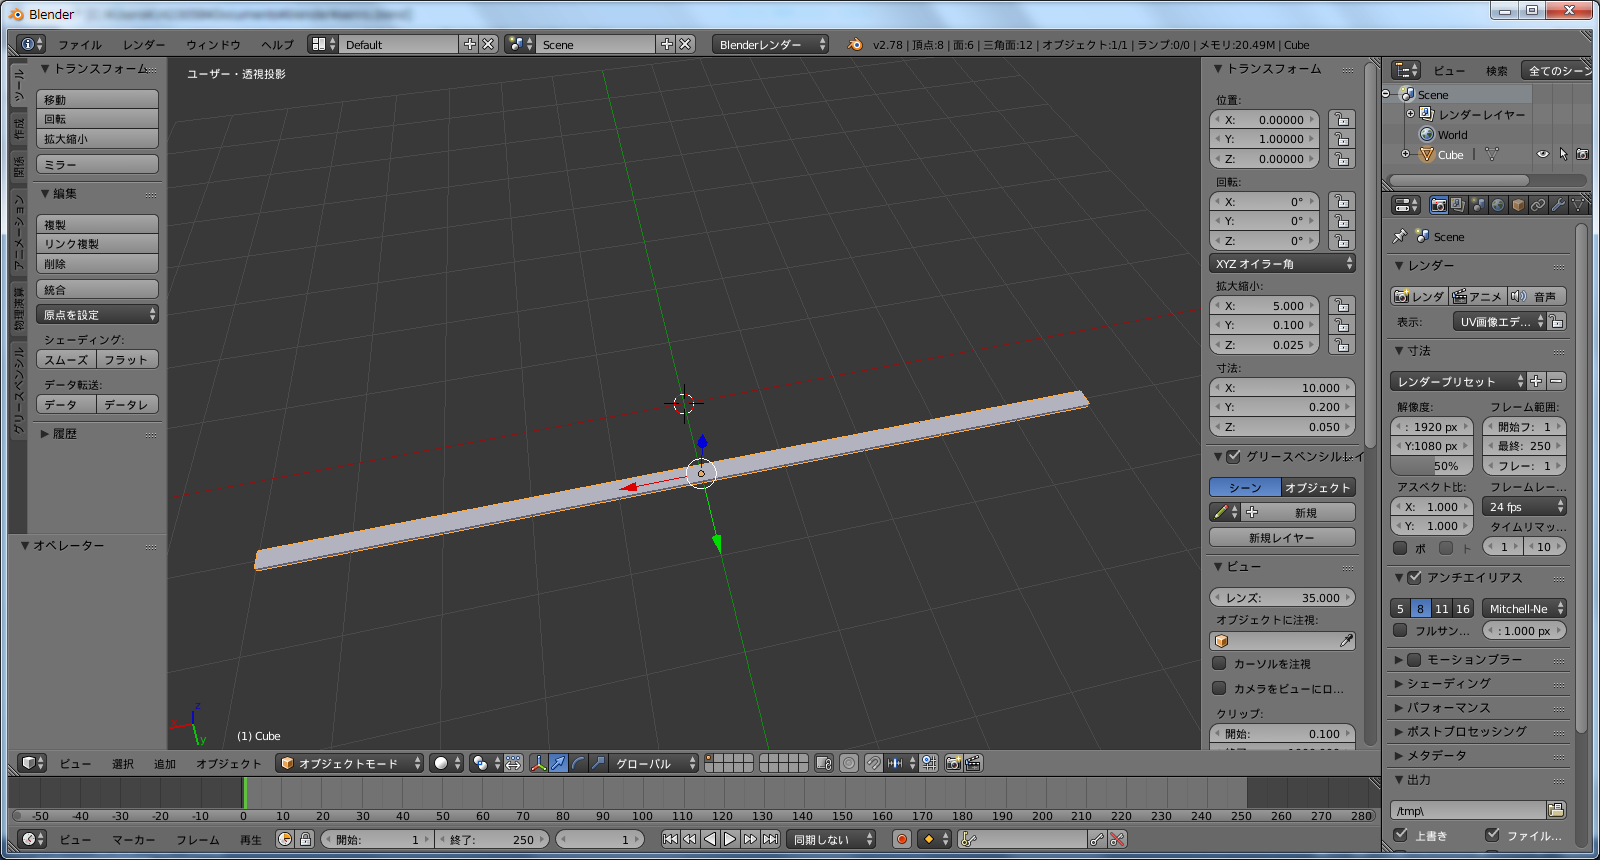 Blender
ファイル レンダー ウィンドウ ヘルプ Default Scene Blenderレンダー v2.78 | 頂点:8 | 面:6 | 三角面:12 | オブジェクト:1/1 | ランプ:0/0 | メモリ:20.49M | Cube
ツール
作成
関係
アニメーション
物理演算
グリースペンシル
トランスフォーム
移動
回転
拡大縮小
ミラー
編集
複製
リンク複製
削除
統合
原点を設定
シェーディング:
スムーズ フラット
データ転送:
データ データレ
履歴
オペレーター
ユーザー・透視投影
z
x
y
(1) Cube
トランスフォーム
位置:
X: 0.00000
Y: 1.00000
Z: 0.00000
回転:
X: 0°
Y: 0°
Z: 0°
XYZ オイラー角
拡大縮小:
X: 5.000
Y: 0.100
Z: 0.025
寸法:
X: 10.000
Y: 0.200
Z: 0.050
グリースペンシルレイ
シーン オブジェクト
新規
新規レイヤー
ビュー
レンズ: 35.000
オブジェクトに注視:
カーソルを注視
カメラをビューにロ...
クリップ:
開始: 0.100
ビュー 検索 全てのシーン
Scene
レンダーレイヤー
World
Cube
Scene
レンダー
レンダ アニメ 音声
表示: UV画像エデ...
寸法
レンダープリセット
解像度: フレーム範囲:
: 1920 px 開始フ: 1
Y:1080 px 最終: 250
50% フレー: 1
アスペクト比: フレームレー...
X: 1.000 24 fps
Y: 1.000 タイムリマッ...
ボ ト 1 10
アンチエイリアス
5 8 11 16 Mitchell-Ne
フルサン... : 1.000 px
モーションブラー
シェーディング
パフォーマンス
ポストプロセッシング
メタデータ
出力
/tmp\
上書き ファイル...
ビュー 選択 追加 オブジェクト オブジェクトモード グローバル
-50 -40 -30 -20 -10 0 10 20 30 40 50 60 70 80 90 100 110 120 130 140 150 160 170 180 190 200 210 220 230 240 250 260 270 280
ビュー マーカー フレーム 再生 開始: 1 終了: 250 1 同期しない